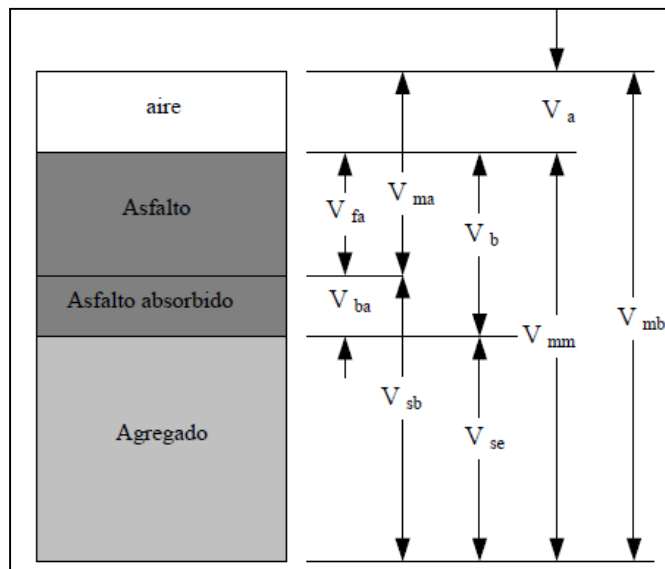 aire
Asfalto
Asfalto absorbido
Agregado
V a
V fa
V ma
V b
V ba
V mm
V mb
V sb
V se